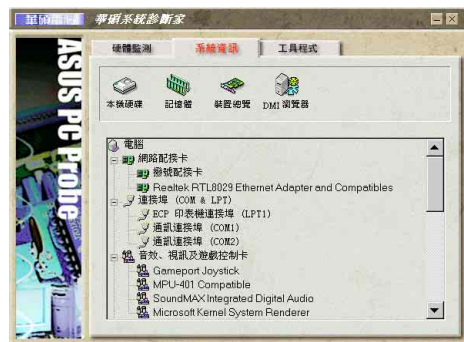 華碩電腦
華碩系統診斷家
ASUS PC Probe
硬體監測
系統資訊
工具程式
本機硬碟
記憶體
裝置總覽
DMI 瀏覽器
電腦
網路配接卡
撥號配接卡
Realtek RTL8029 Ethernet Adapter and Compatibles
連接埠 (COM & LPT)
ECP 印表機連接埠 (LPT1)
通訊連接埠 (COM1)
通訊連接埠 (COM2)
音效、視訊及遊戲控制卡
Gameport Joystick
MPU-401 Compatible
SoundMAX Integrated Digital Audio
Microsoft Kernel System Renderer